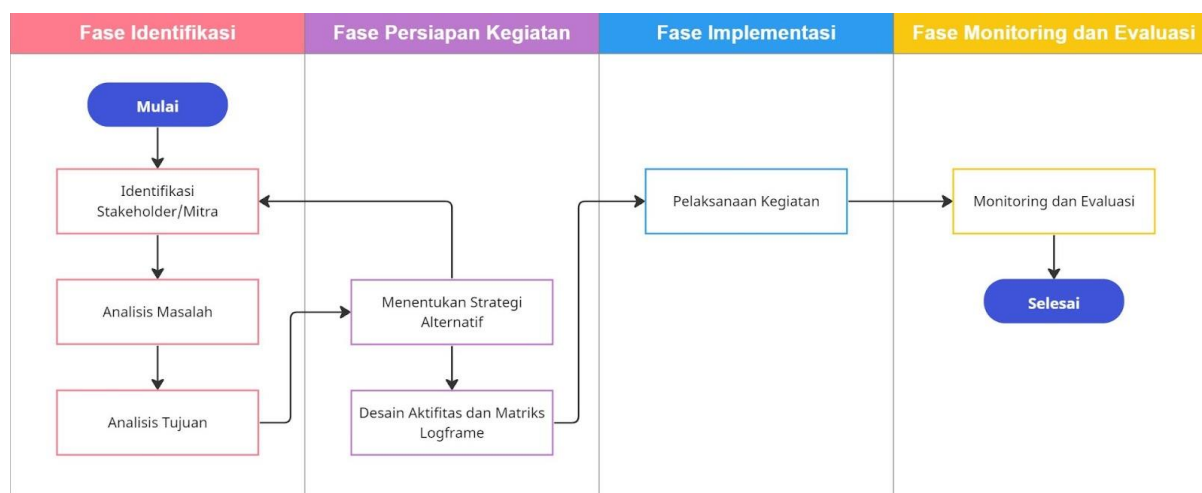 Fase Identifikasi
Fase Persiapan Kegiatan
Fase Implementasi
Fase Monitoring dan Evaluasi
Mulai
Identifikasi
Stakeholder/Mitra
Analisis Masalah
Analisis Tujuan
Menentukan Strategi
Alternatif
Desain Aktifitas dan Matriks
Logframe
Pelaksanaan Kegiatan
Monitoring dan Evaluasi
Selesai